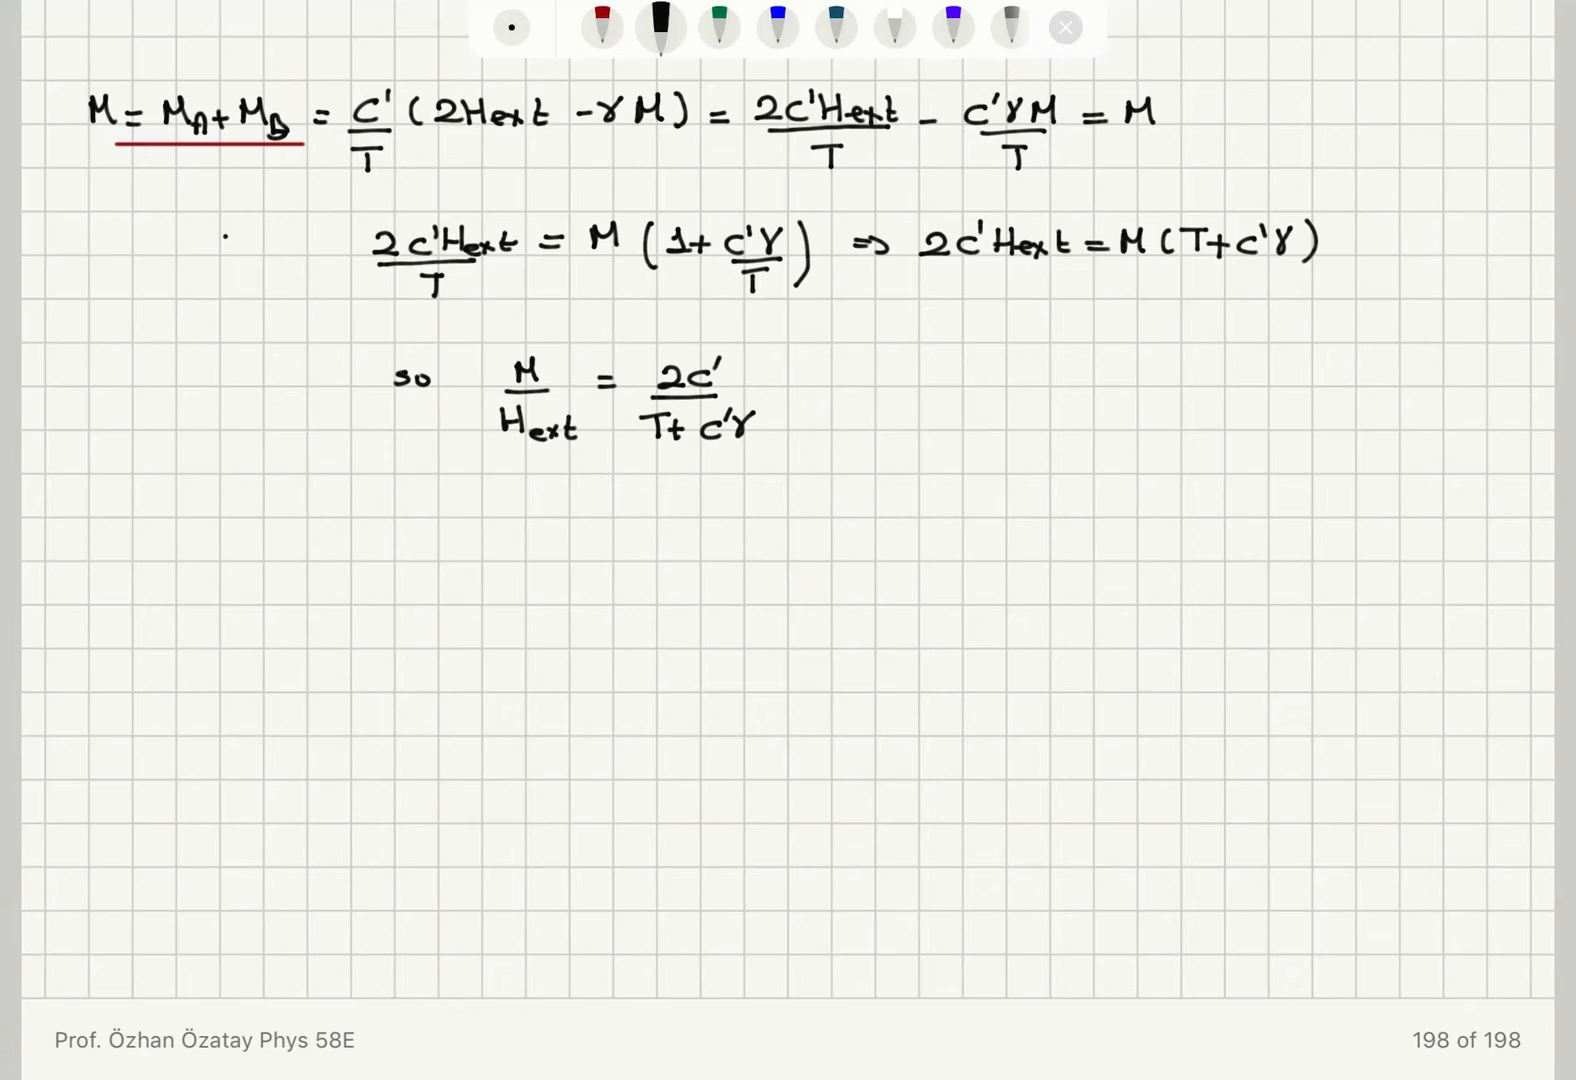 M = M_A + M_B = C'/T (2Hext - γM) = 2C'Hext/T - C'γM/T = M
2C'Hext/T = M (1 + C'γ/T) ⇒ 2C'Hext = M (T + C'γ)
so M/Hext = 2C'/(T + C'γ)
Prof. Özhan Özatay Phys 58E
198 of 198